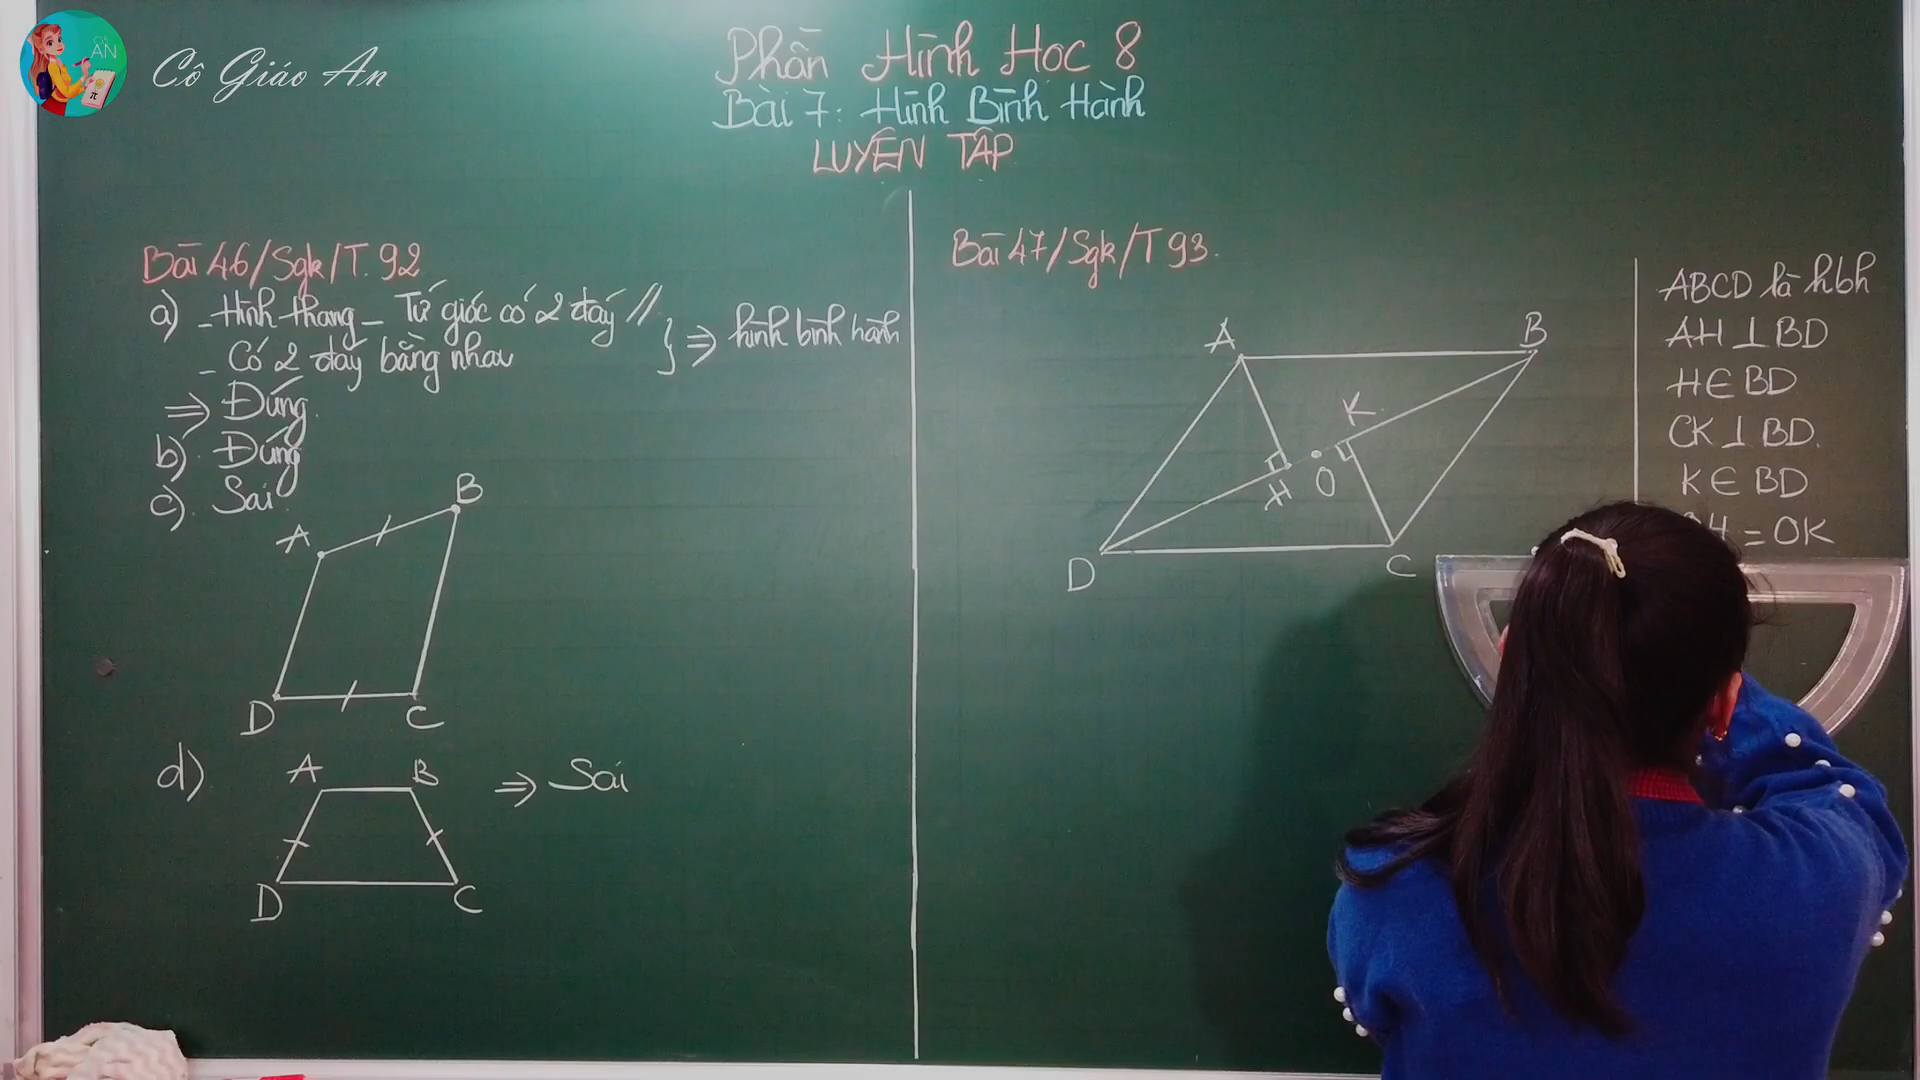 AN
Cô Giáo An
Phần Hình Học 8
Bài 7: Hình Bình Hành
LUYỆN TẬP
Bài 46/Sgk/T.92
a) - Hình thang - Tứ giác có 2 đáy // } ⇒ hình bình hành
- Có 2 đáy bằng nhau
⇒ Đúng.
b) Đúng
c). Sai
A
B
D
C
d)
A B
⇒ Sai
D C
Bài 47/Sgk/T93.
A B
K
H O
D C
ABCD là hbh
AH ⊥ BD
H ∈ BD
CK ⊥ BD.
K ∈ BD
H = OK